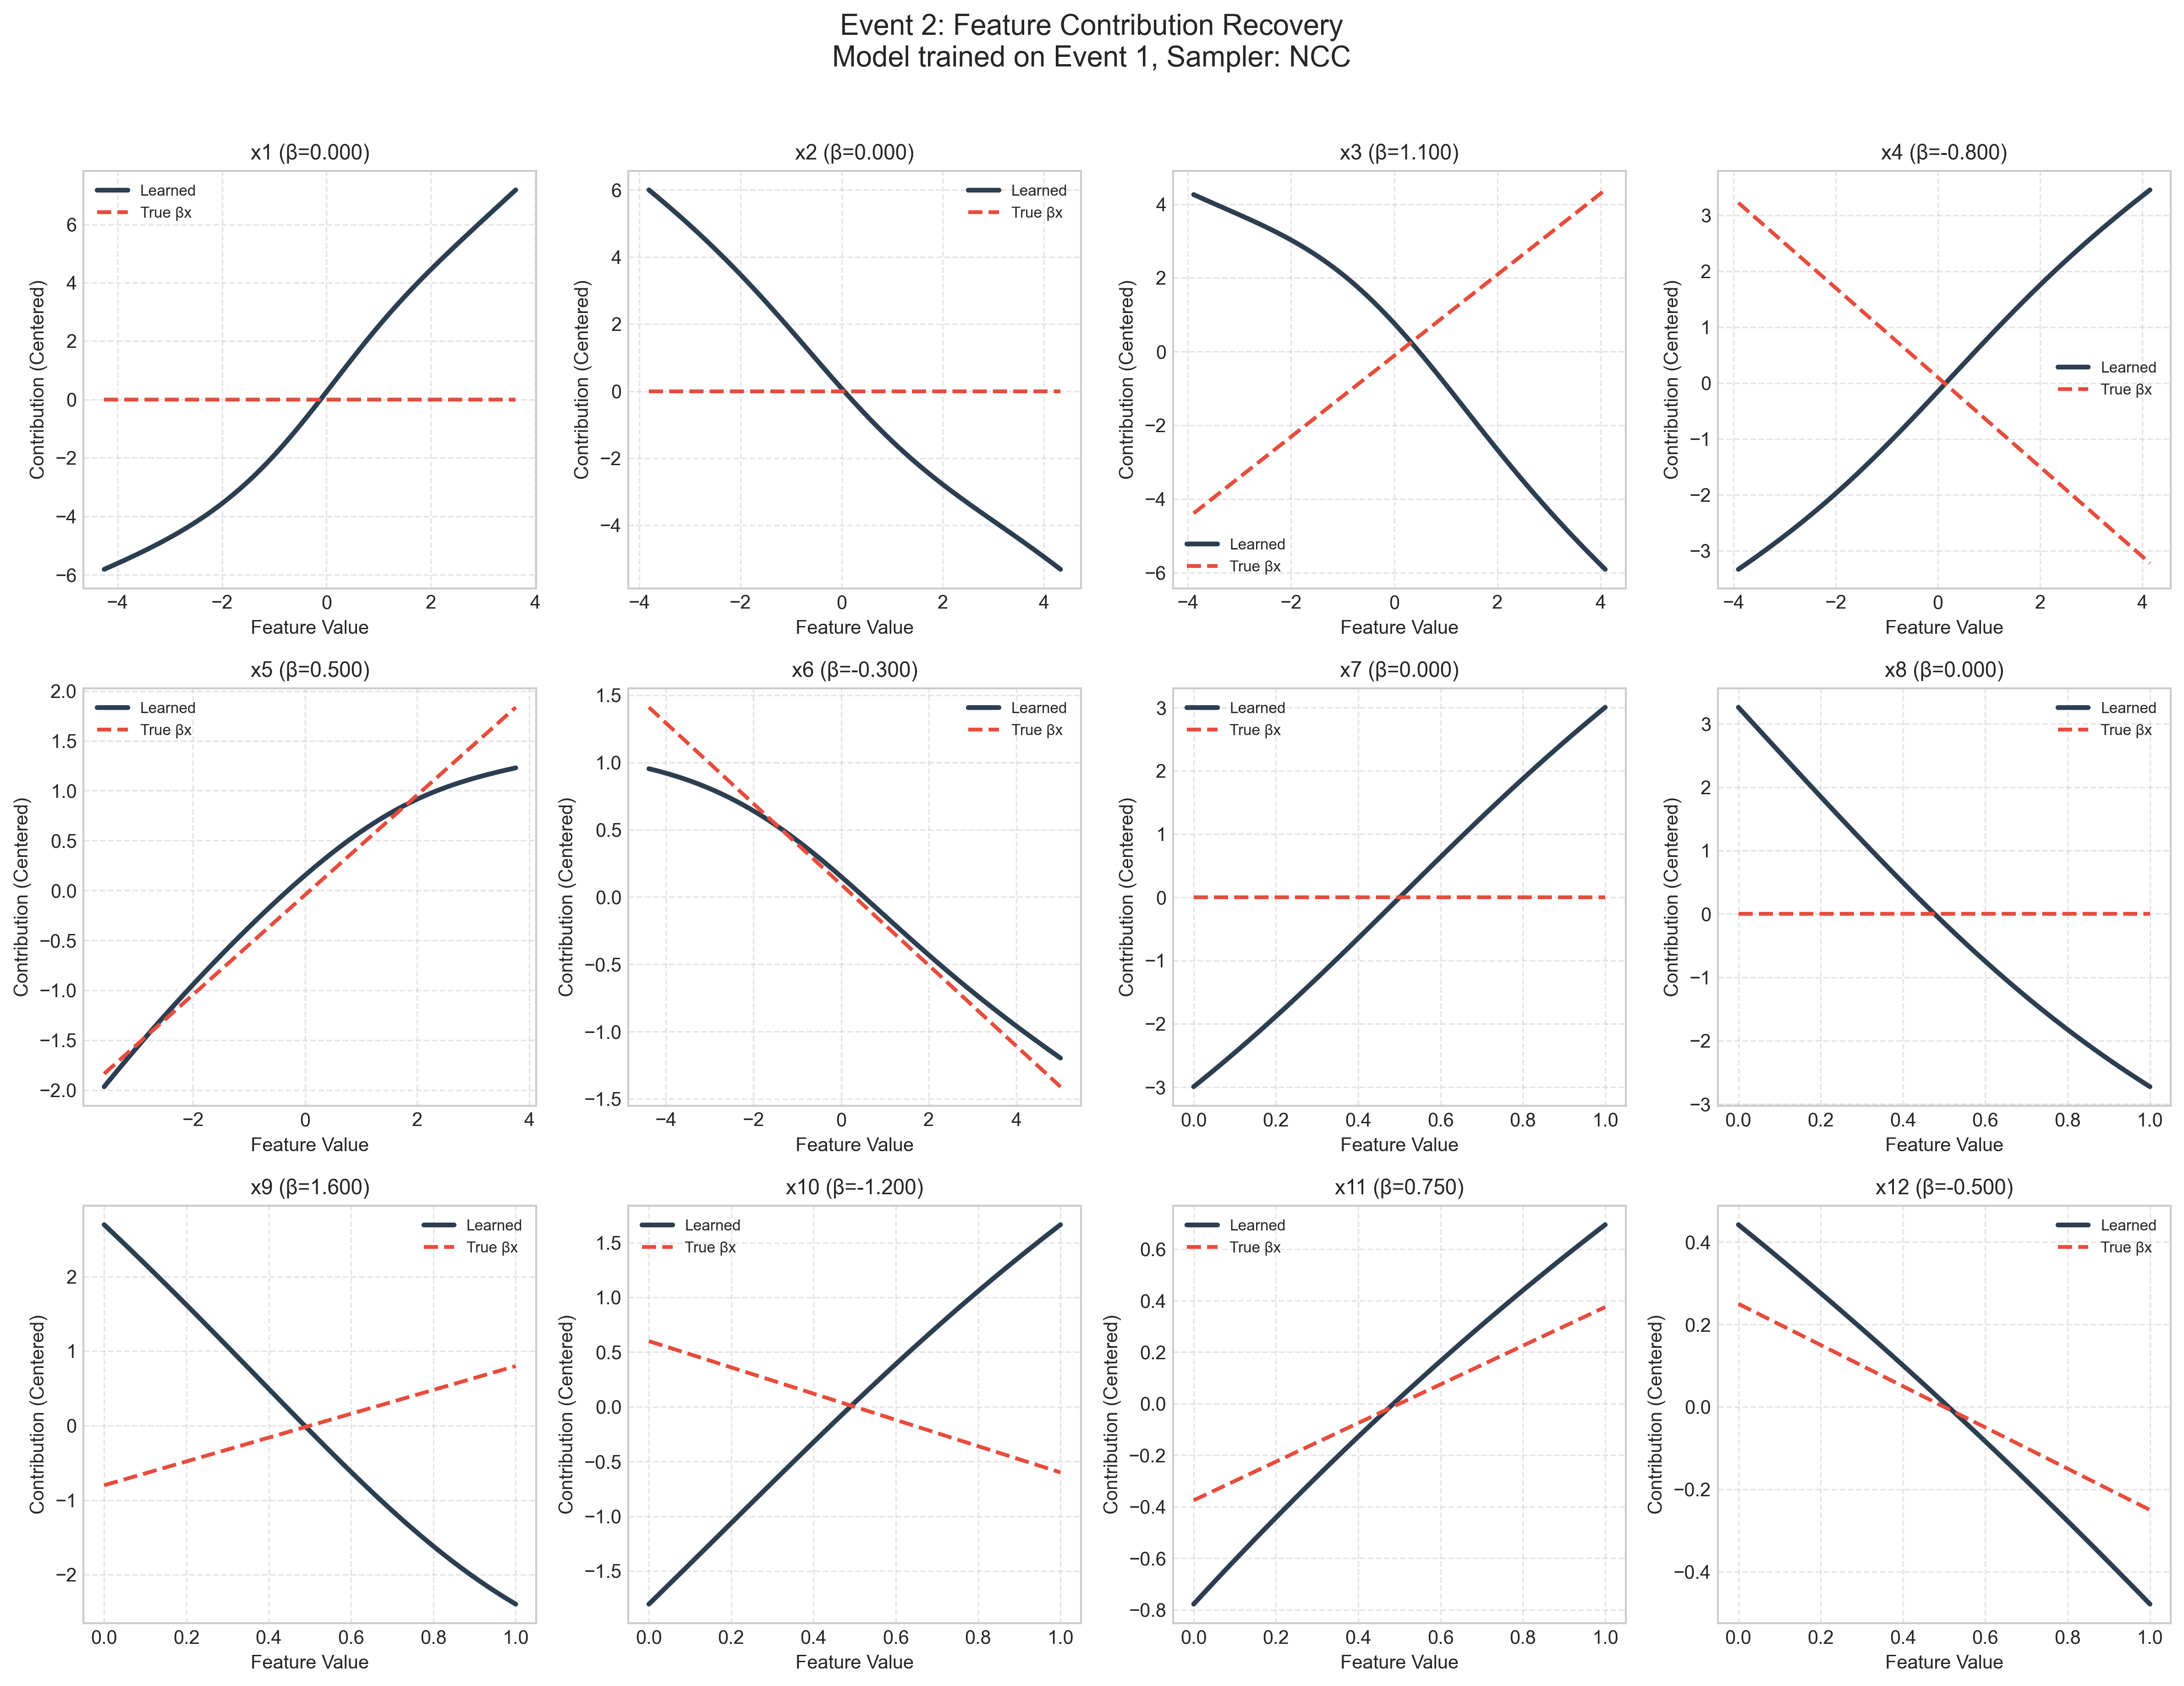 Event 2: Feature Contribution Recovery
Model trained on Event 1, Sampler: NCC
x1 (β=0.000)
Learned
True βx
6
4
2
0
−2
−4
−6
−4
−2
0
2
4
Contribution (Centered)
Feature Value
x2 (β=0.000)
Learned
True βx
6
4
2
0
−2
−4
−4
−2
0
2
4
Contribution (Centered)
Feature Value
x3 (β=1.100)
4
2
0
−2
−4
−6
Learned
True βx
−4
−2
0
2
4
Contribution (Centered)
Feature Value
x4 (β=-0.800)
3
2
1
0
−1
−2
−3
Learned
True βx
−4
−2
0
2
4
Contribution (Centered)
Feature Value
x5 (β=0.500)
Learned
True βx
2.0
1.5
1.0
0.5
0.0
−0.5
−1.0
−1.5
−2.0
−2
0
2
4
Contribution (Centered)
Feature Value
x6 (β=-0.300)
Learned
True βx
1.5
1.0
0.5
0.0
−0.5
−1.0
−1.5
−4
−2
0
2
4
Contribution (Centered)
Feature Value
x7 (β=0.000)
Learned
True βx
3
2
1
0
−1
−2
−3
0.0
0.2
0.4
0.6
0.8
1.0
Contribution (Centered)
Feature Value
x8 (β=0.000)
Learned
True βx
3
2
1
0
−1
−2
−3
0.0
0.2
0.4
0.6
0.8
1.0
Contribution (Centered)
Feature Value
x9 (β=1.600)
Learned
True βx
2
1
0
−1
−2
0.0
0.2
0.4
0.6
0.8
1.0
Contribution (Centered)
Feature Value
x10 (β=-1.200)
Learned
True βx
1.5
1.0
0.5
0.0
−0.5
−1.0
−1.5
0.0
0.2
0.4
0.6
0.8
1.0
Contribution (Centered)
Feature Value
x11 (β=0.750)
Learned
True βx
0.6
0.4
0.2
0.0
−0.2
−0.4
−0.6
−0.8
0.0
0.2
0.4
0.6
0.8
1.0
Contribution (Centered)
Feature Value
x12 (β=-0.500)
Learned
True βx
0.4
0.2
0.0
−0.2
−0.4
0.0
0.2
0.4
0.6
0.8
1.0
Contribution (Centered)
Feature Value